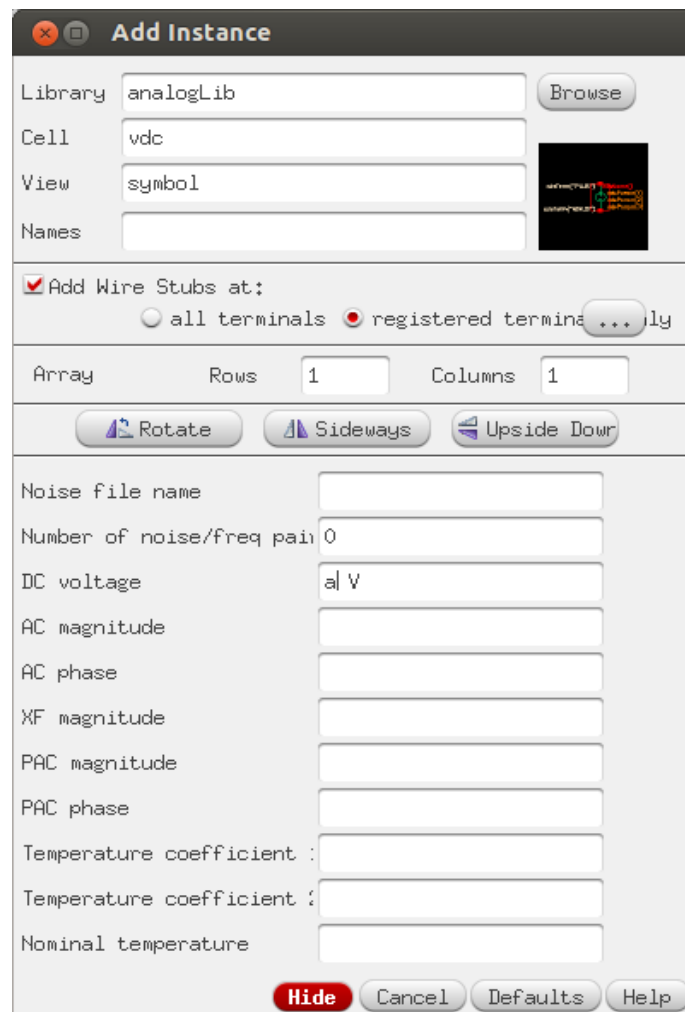 Add Instance
Library analogLib Browse
Cell vdc
View symbol
Names
Add Wire Stubs at:
all terminals registered termina ... ly
Array Rows 1 Columns 1
Rotate Sideways Upside Dowr
Noise file name
Number of noise/freq pair 0
DC voltage a V
AC magnitude
AC phase
XF magnitude
PAC magnitude
PAC phase
Temperature coefficient
Temperature coefficient
Nominal temperature
Hide Cancel Defaults Help